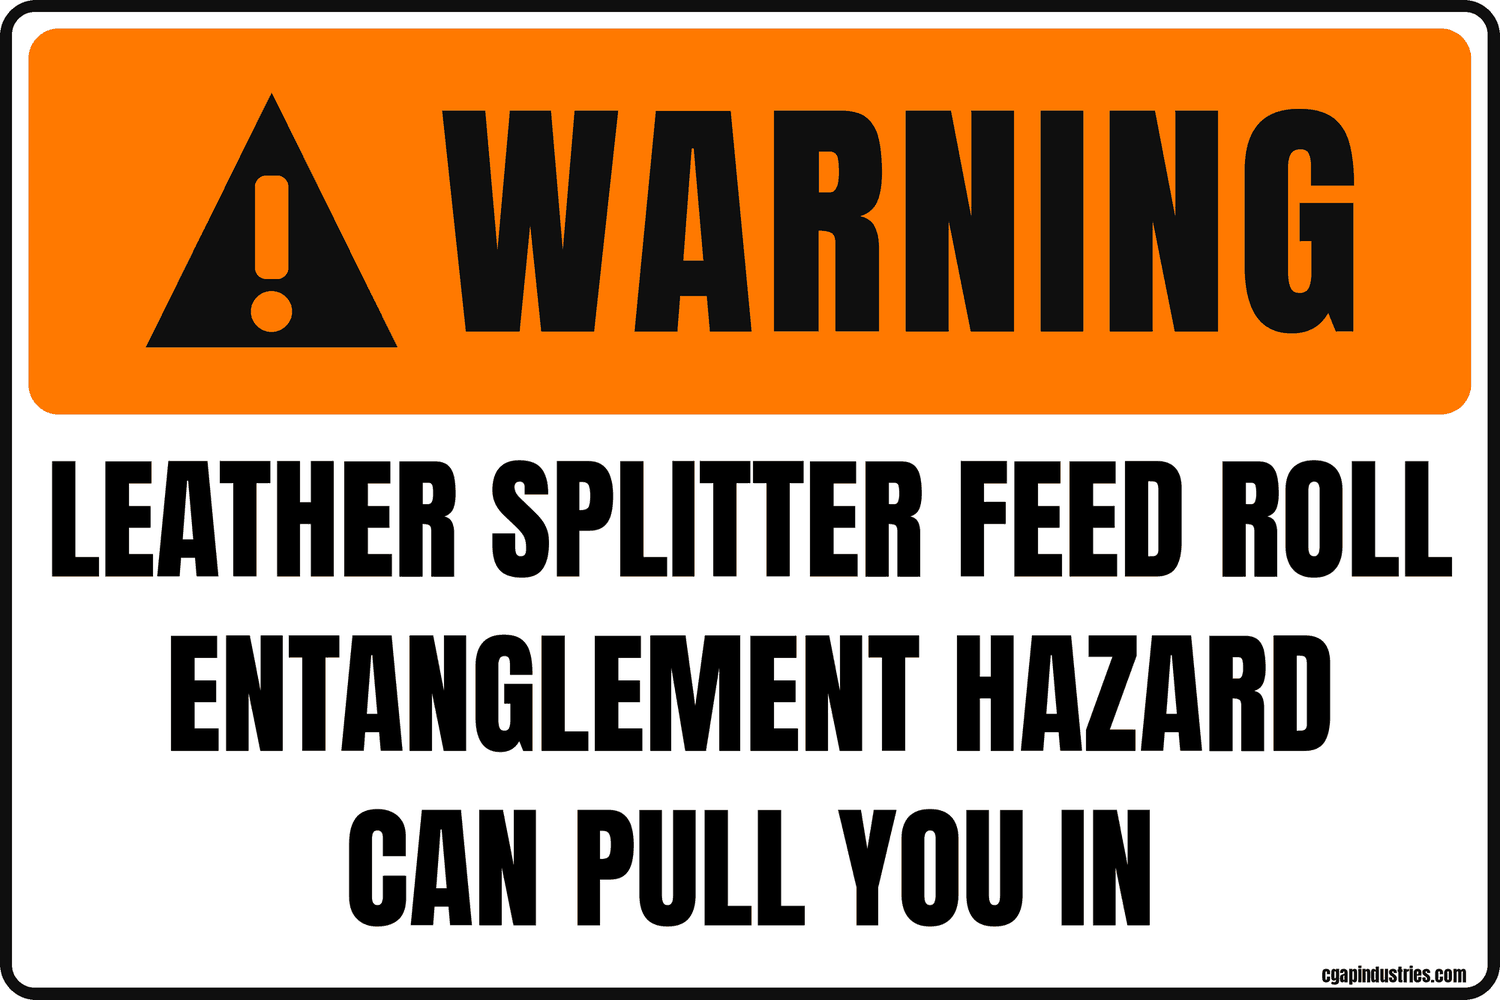 WARNING
LEATHER SPLITTER FEED ROLL
ENTANGLEMENT HAZARD
CAN PULL YOU IN
cgapindustries.com